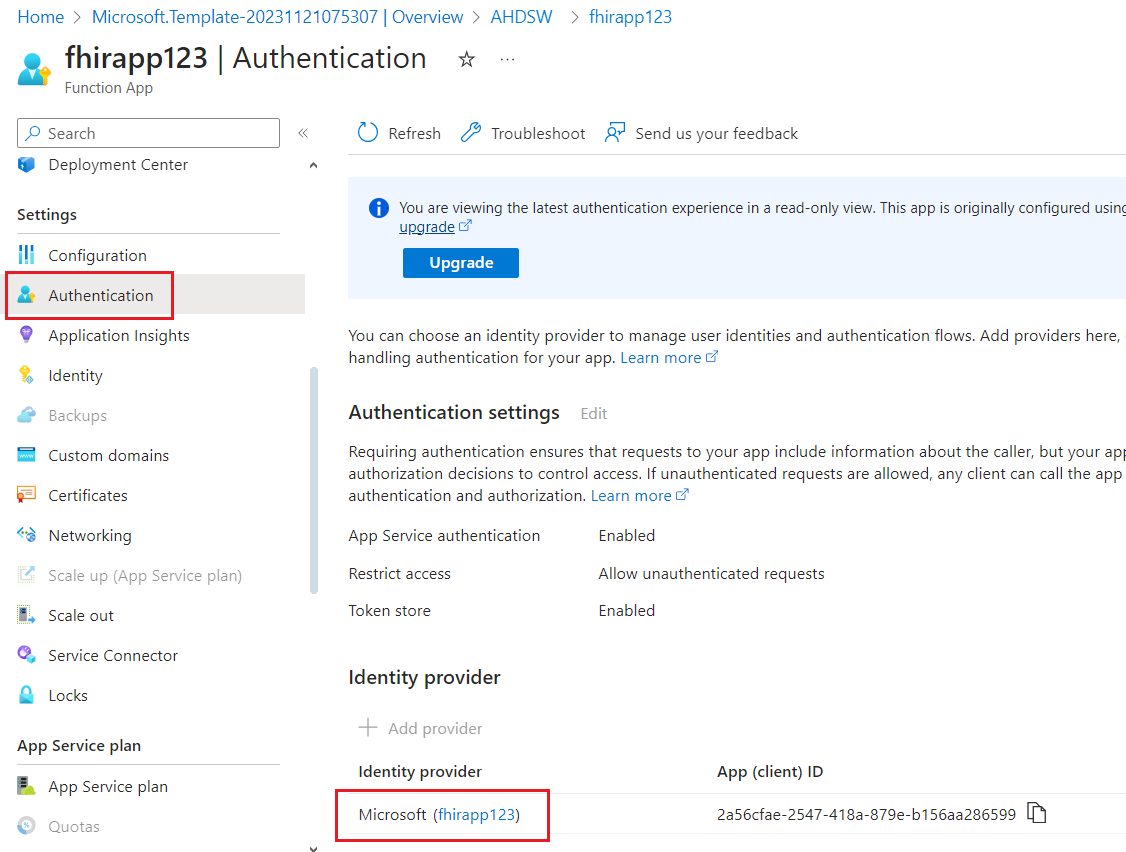 Home > Microsoft.Template-20231121075307 | Overview > AHDSW > fhirapp123
fhirapp123 | Authentication
Function App
Search
Refresh
Troubleshoot
Send us your feedback
Deployment Center
Settings
Configuration
Authentication
Application Insights
Identity
Backups
Custom domains
Certificates
Networking
Scale up (App Service plan)
Scale out
Service Connector
Locks
App Service plan
App Service plan
Quotas
You are viewing the latest authentication experience in a read-only view. This app is originally configured using
upgrade
Upgrade
You can choose an identity provider to manage user identities and authentication flows. Add providers here,
handling authentication for your app. Learn more
Authentication settings Edit
Requiring authentication ensures that requests to your app include information about the caller, but your app
authorization decisions to control access. If unauthenticated requests are allowed, any client can call the app
authentication and authorization. Learn more
App Service authentication Enabled
Restrict access Allow unauthenticated requests
Token store Enabled
Identity provider
Add provider
Identity provider App (client) ID
Microsoft (fhirapp123) 2a56cfae-2547-418a-879e-b156aa286599